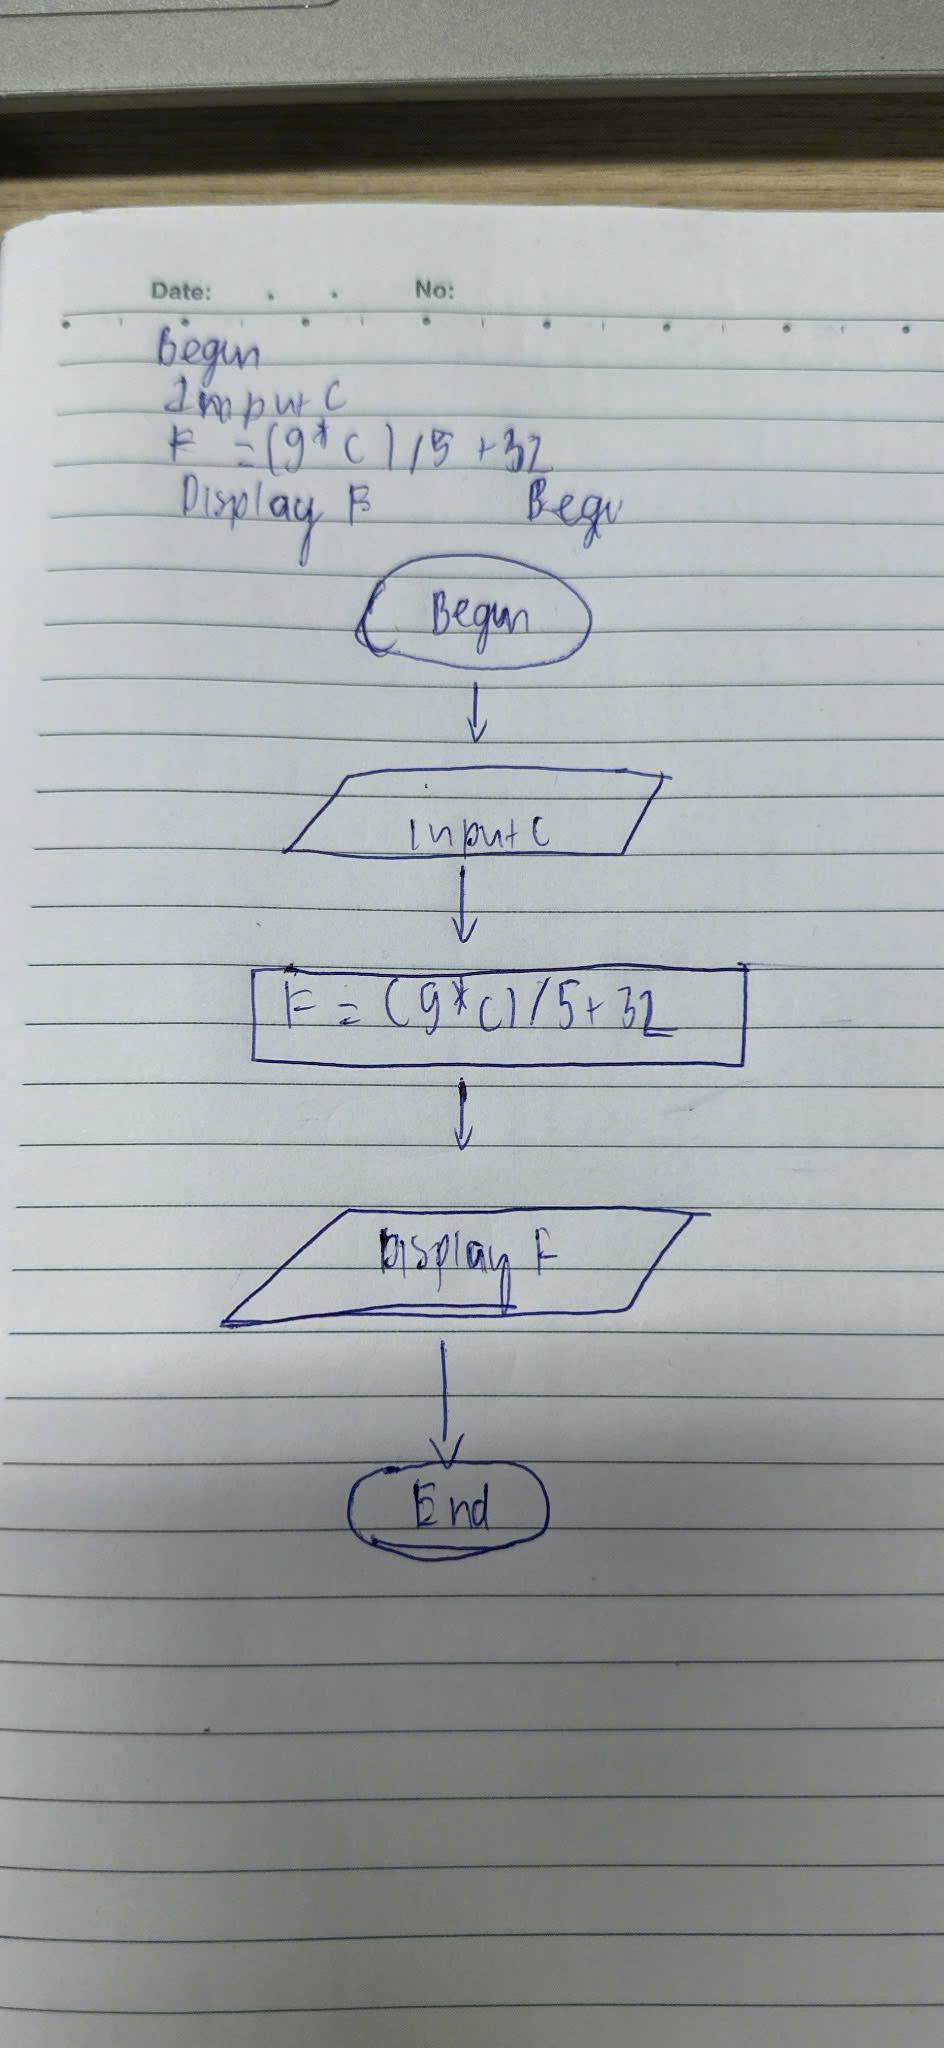 Date: . . No:
Begin
Input C
F = (9*C)/5 +32
Display F Begi
Begin
Input C
F = (9*C)/5+32
Display F
End